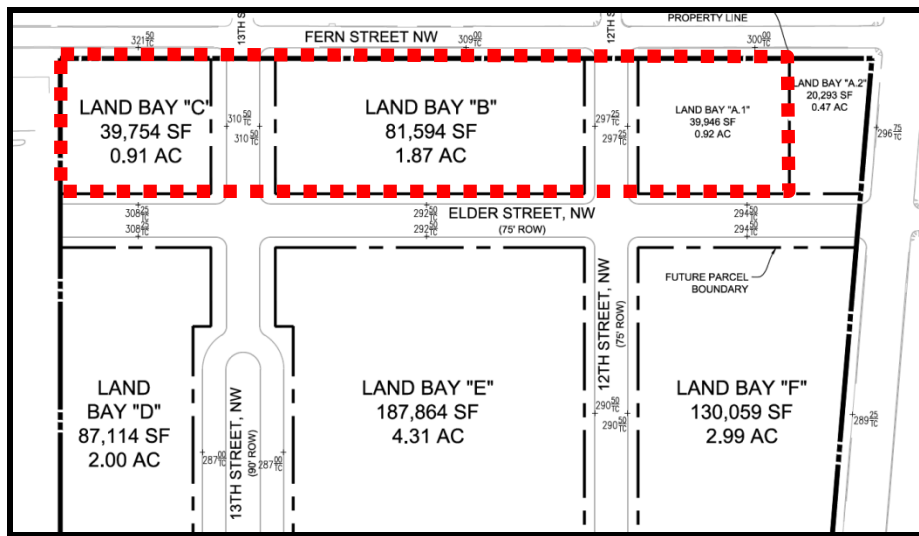 13TH S
12TH S
PROPERTY LINE
FERN STREET NW
321 50 TC
309 00 TC
300 00 TC
LAND BAY "C"
39,754 SF
0.91 AC
310 50 TC
310 50 TC
LAND BAY "B"
81,594 SF
1.87 AC
297 25 TC
297 25 TC
LAND BAY "A.1"
39,946 SF
0.92 AC
LAND BAY "A.2"
20,293 SF
0.47 AC
296 75 TC
308 25 TC
308 25 TC
292 50 TC
292 50 TC
ELDER STREET, NW
(75' ROW)
294 50 TC
294 50 TC
FUTURE PARCEL
BOUNDARY
12TH STREET, NW
(75' ROW)
LAND
BAY "D"
87,114 SF
2.00 AC
287 00 TC
13TH STREET, NW
(90' ROW)
287 00 TC
LAND BAY "E"
187,864 SF
4.31 AC
290 50 TC
290 50 TC
LAND BAY "F"
130,059 SF
2.99 AC
289 25 TC